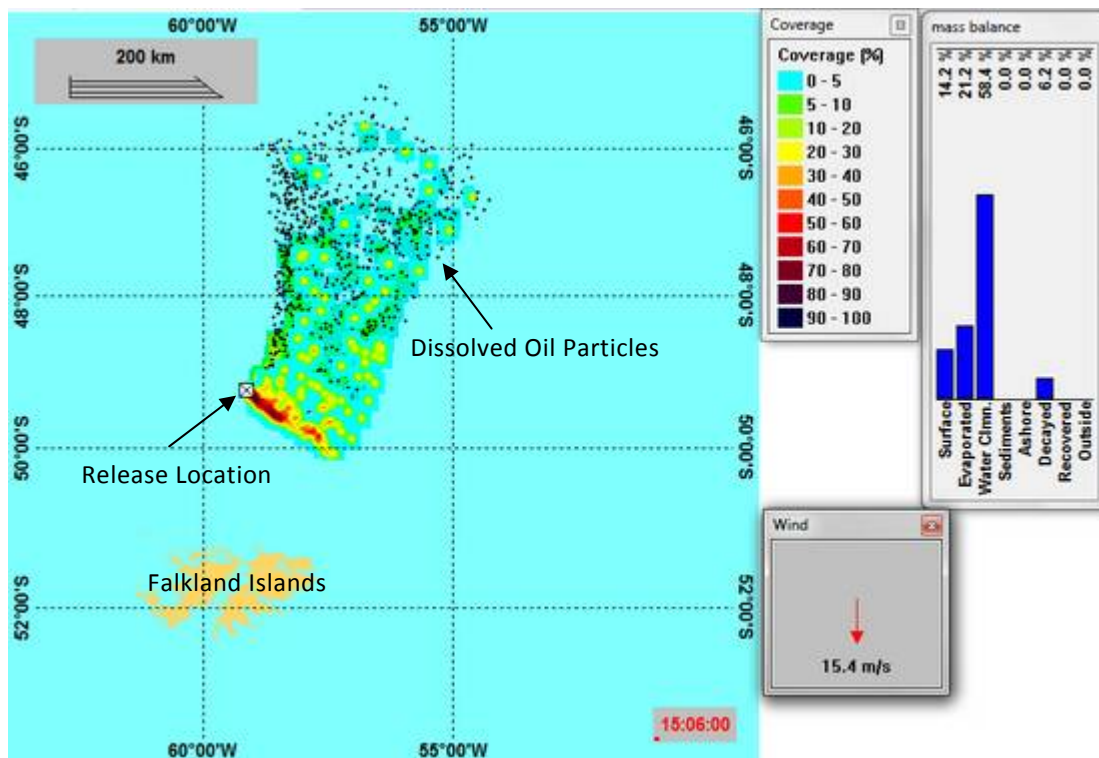 60°00'W
55°00'W
200 km
46°00'S
46°00'S
48°00'S
48°00'S
Dissolved Oil Particles
Release Location
50°00'S
50°00'S
Falkland Islands
52°00'S
52°00'S
15:06:00
60°00'W
55°00'W
Coverage
Coverage (%)
0 - 5
5 - 10
10 - 20
20 - 30
30 - 40
40 - 50
50 - 60
60 - 70
70 - 80
80 - 90
90 - 100
mass balance
14.2 %
21.2 %
58.4 %
0.0 %
0.0 %
6.2 %
0.0 %
0.0 %
Surface
Evaporated
Water Clmn.
Sediments
Ashore
Decayed
Recovered
Outside
Wind
15.4 m/s